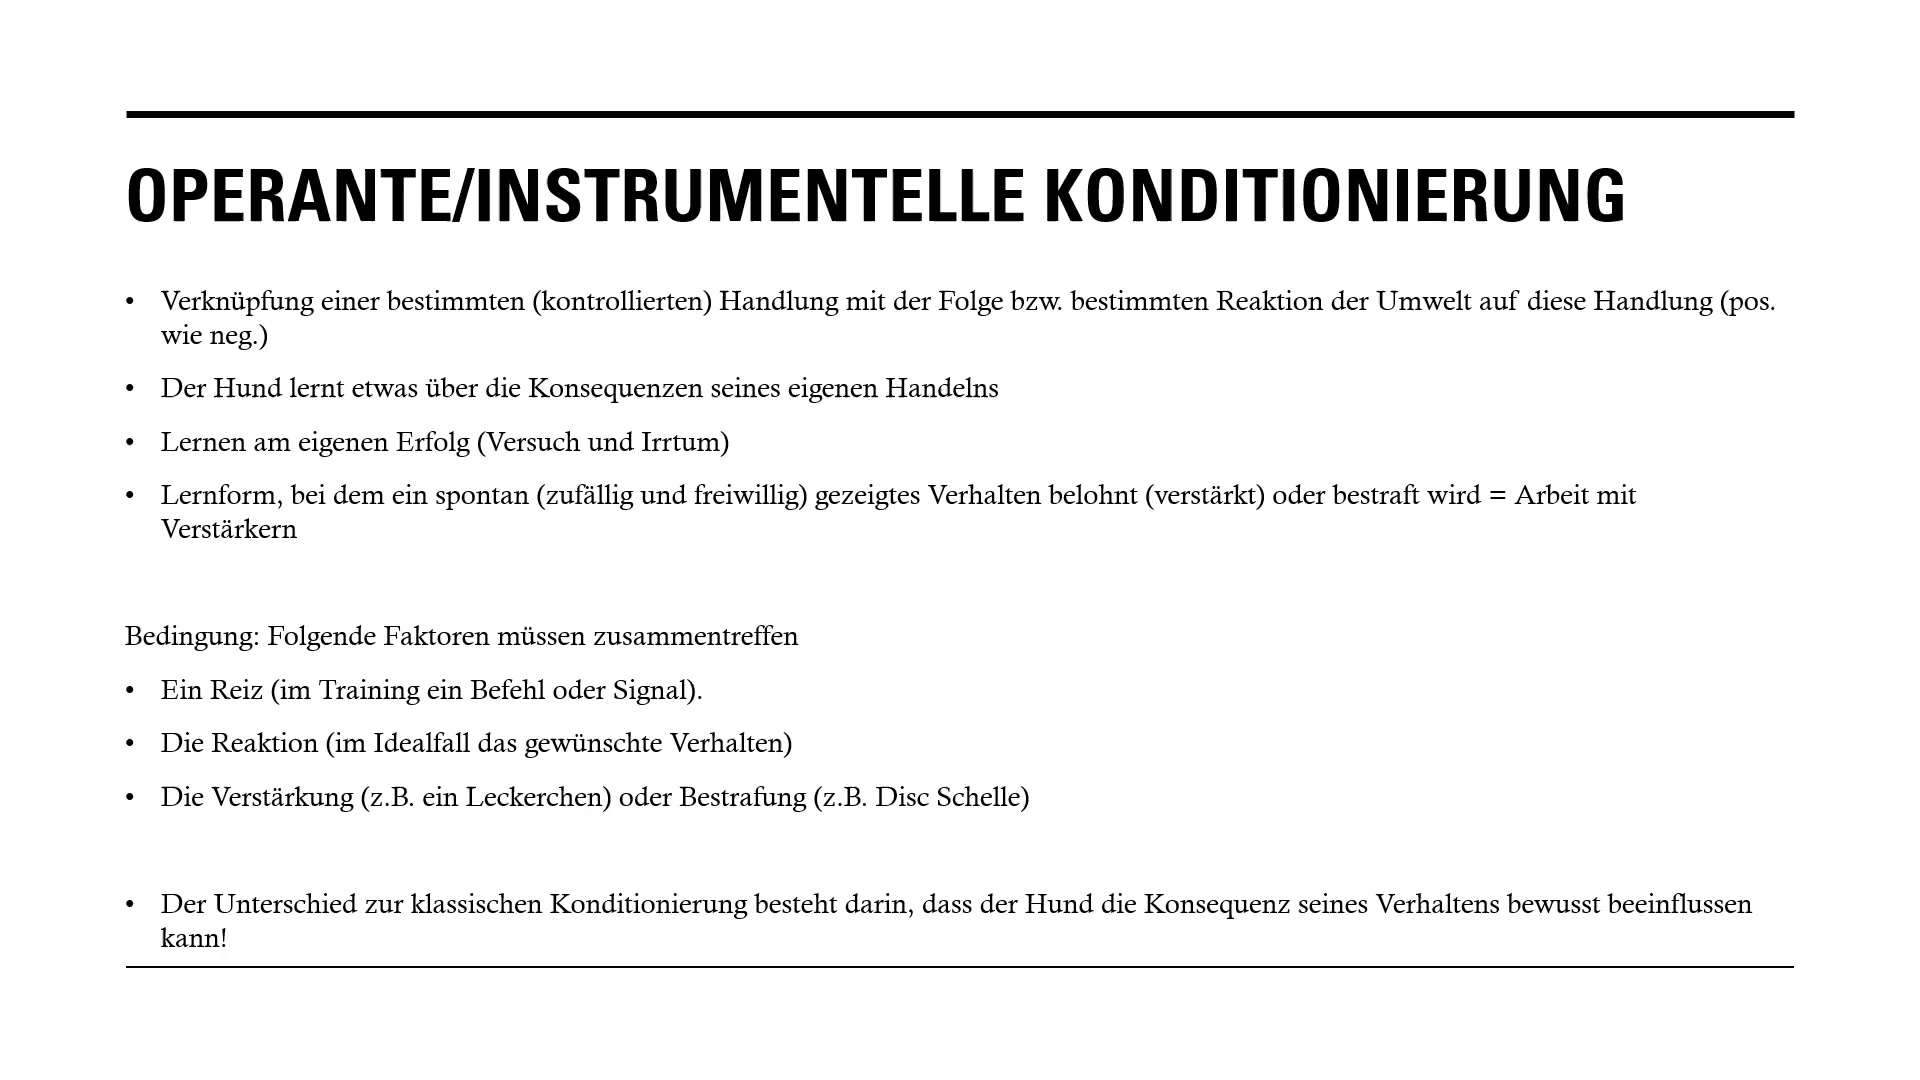 OPERANTE/INSTRUMENTELLE KONDITIONIERUNG
• Verknüpfung einer bestimmten (kontrollierten) Handlung mit der Folge bzw. bestimmten Reaktion der Umwelt auf diese Handlung (pos.
wie neg.)
• Der Hund lernt etwas über die Konsequenzen seines eigenen Handelns
• Lernen am eigenen Erfolg (Versuch und Irrtum)
• Lernform, bei dem ein spontan (zufällig und freiwillig) gezeigtes Verhalten belohnt (verstärkt) oder bestraft wird = Arbeit mit
Verstärkern
Bedingung: Folgende Faktoren müssen zusammentreffen
• Ein Reiz (im Training ein Befehl oder Signal).
• Die Reaktion (im Idealfall das gewünschte Verhalten)
• Die Verstärkung (z.B. ein Leckerchen) oder Bestrafung (z.B. Disc Schelle)
• Der Unterschied zur klassischen Konditionierung besteht darin, dass der Hund die Konsequenz seines Verhaltens bewusst beeinflussen
kann!